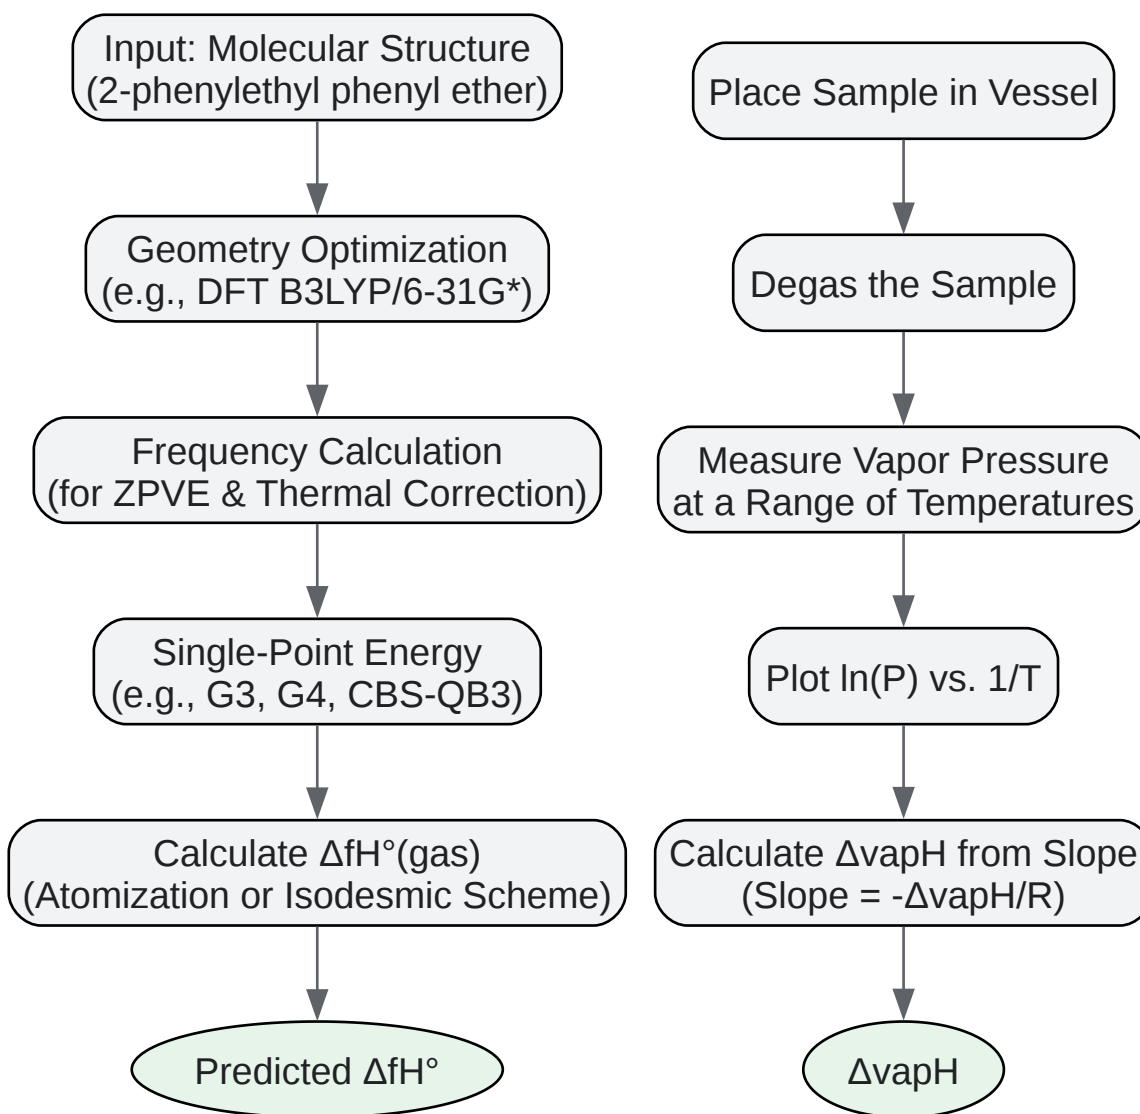 Input: Molecular Structure
(2-phenylethyl phenyl ether)
Geometry Optimization
(e.g., DFT B3LYP/6-31G*)
Frequency Calculation
(for ZPVE & Thermal Correction)
Single-Point Energy
(e.g., G3, G4, CBS-QB3)
Calculate ΔfH°(gas)
(Atomization or Isodesmic Scheme)
Predicted ΔfH°
Place Sample in Vessel
Degas the Sample
Measure Vapor Pressure
at a Range of Temperatures
Plot ln(P) vs. 1/T
Calculate ΔvapH from Slope
(Slope = -ΔvapH/R)
ΔvapH